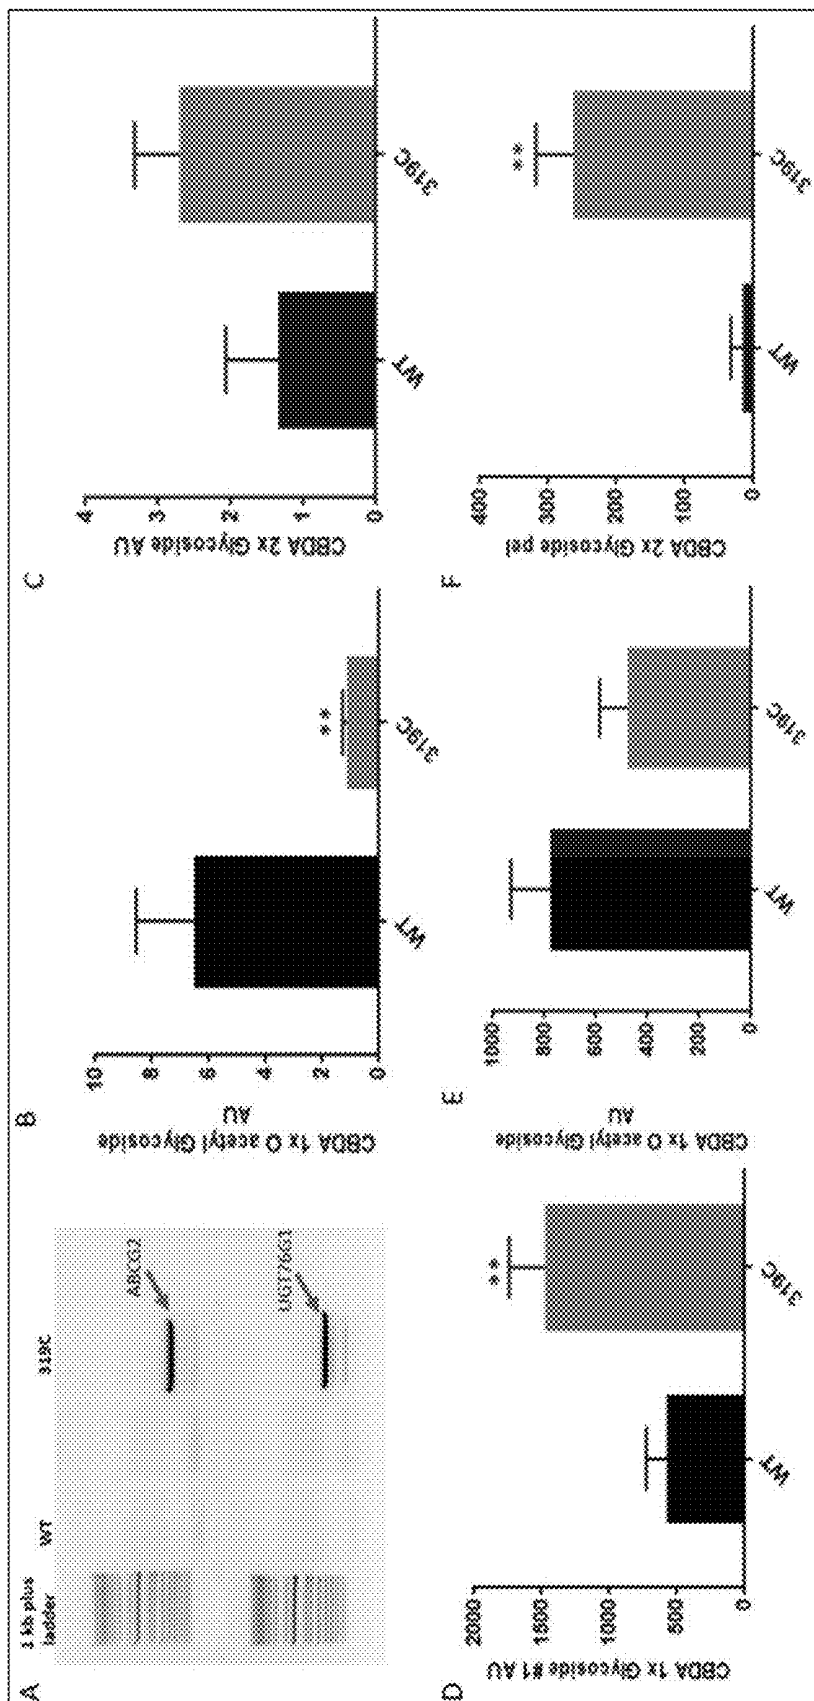 A
1 kb plus
ladder
WT
319C
ABCG2
UGT76G1
B
CBDA 1x O acetyl Glycoside
AU
10
8
6
4
2
0
WT
319C
**
C
CBDA 2x Glycoside AU
4
3
2
1
0
WT
319C
D
CBDA 1x Glycoside #1 AU
2000
1500
1000
500
0
WT
319C
**
E
CBDA 1x O acetyl Glycoside
AU
1000
800
600
400
200
0
WT
319C
F
CBDA 2x Glycoside pel
400
300
200
100
0
WT
319C
**